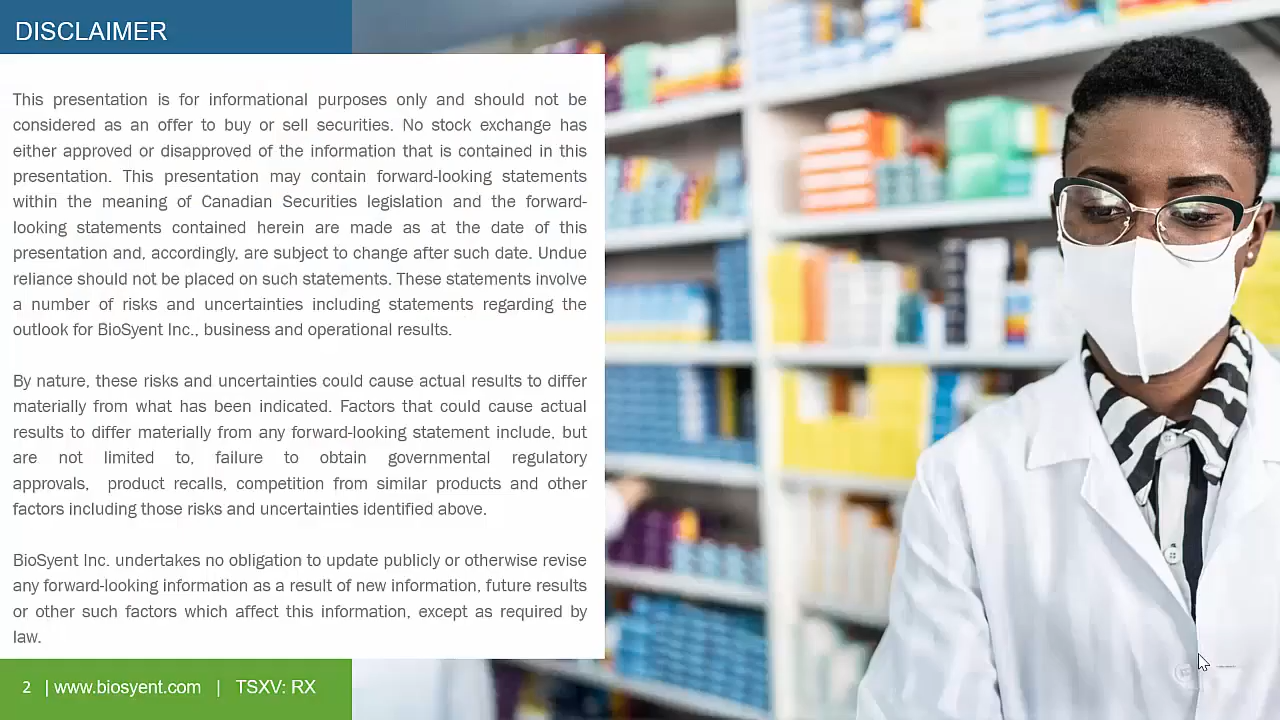 DISCLAIMER
This presentation is for informational purposes only and should not be
considered as an offer to buy or sell securities. No stock exchange has
either approved or disapproved of the information that is contained in this
presentation. This presentation may contain forward-looking statements
within the meaning of Canadian Securities legislation and the forward-
looking statements contained herein are made as at the date of this
presentation and, accordingly, are subject to change after such date. Undue
reliance should not be placed on such statements. These statements involve
a number of risks and uncertainties including statements regarding the
outlook for BioSyent Inc., business and operational results.
By nature, these risks and uncertainties could cause actual results to differ
materially from what has been indicated. Factors that could cause actual
results to differ materially from any forward-looking statement include, but
are not limited to, failure to obtain governmental regulatory
approvals, product recalls, competition from similar products and other
factors including those risks and uncertainties identified above.
BioSyent Inc. undertakes no obligation to update publicly or otherwise revise
any forward-looking information as a result of new information, future results
or other such factors which affect this information, except as required by
law.
2 | www.biosyent.com | TSXV: RX